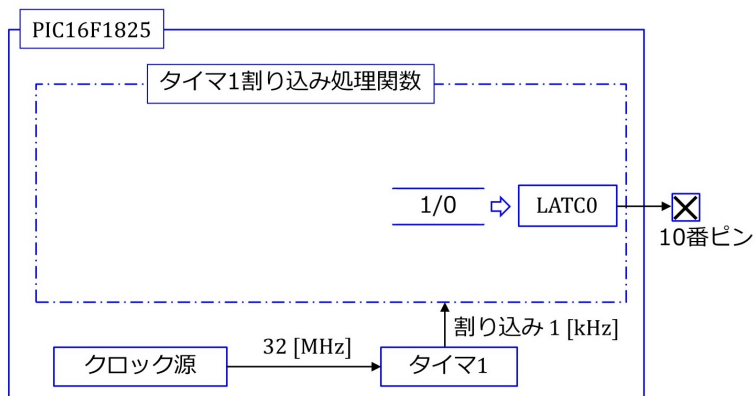 PIC16F1825
タイマ1割り込み処理関数
1/0
LATC0
10番ピン
割り込み 1 [kHz]
32 [MHz]
クロック源
タイマ1